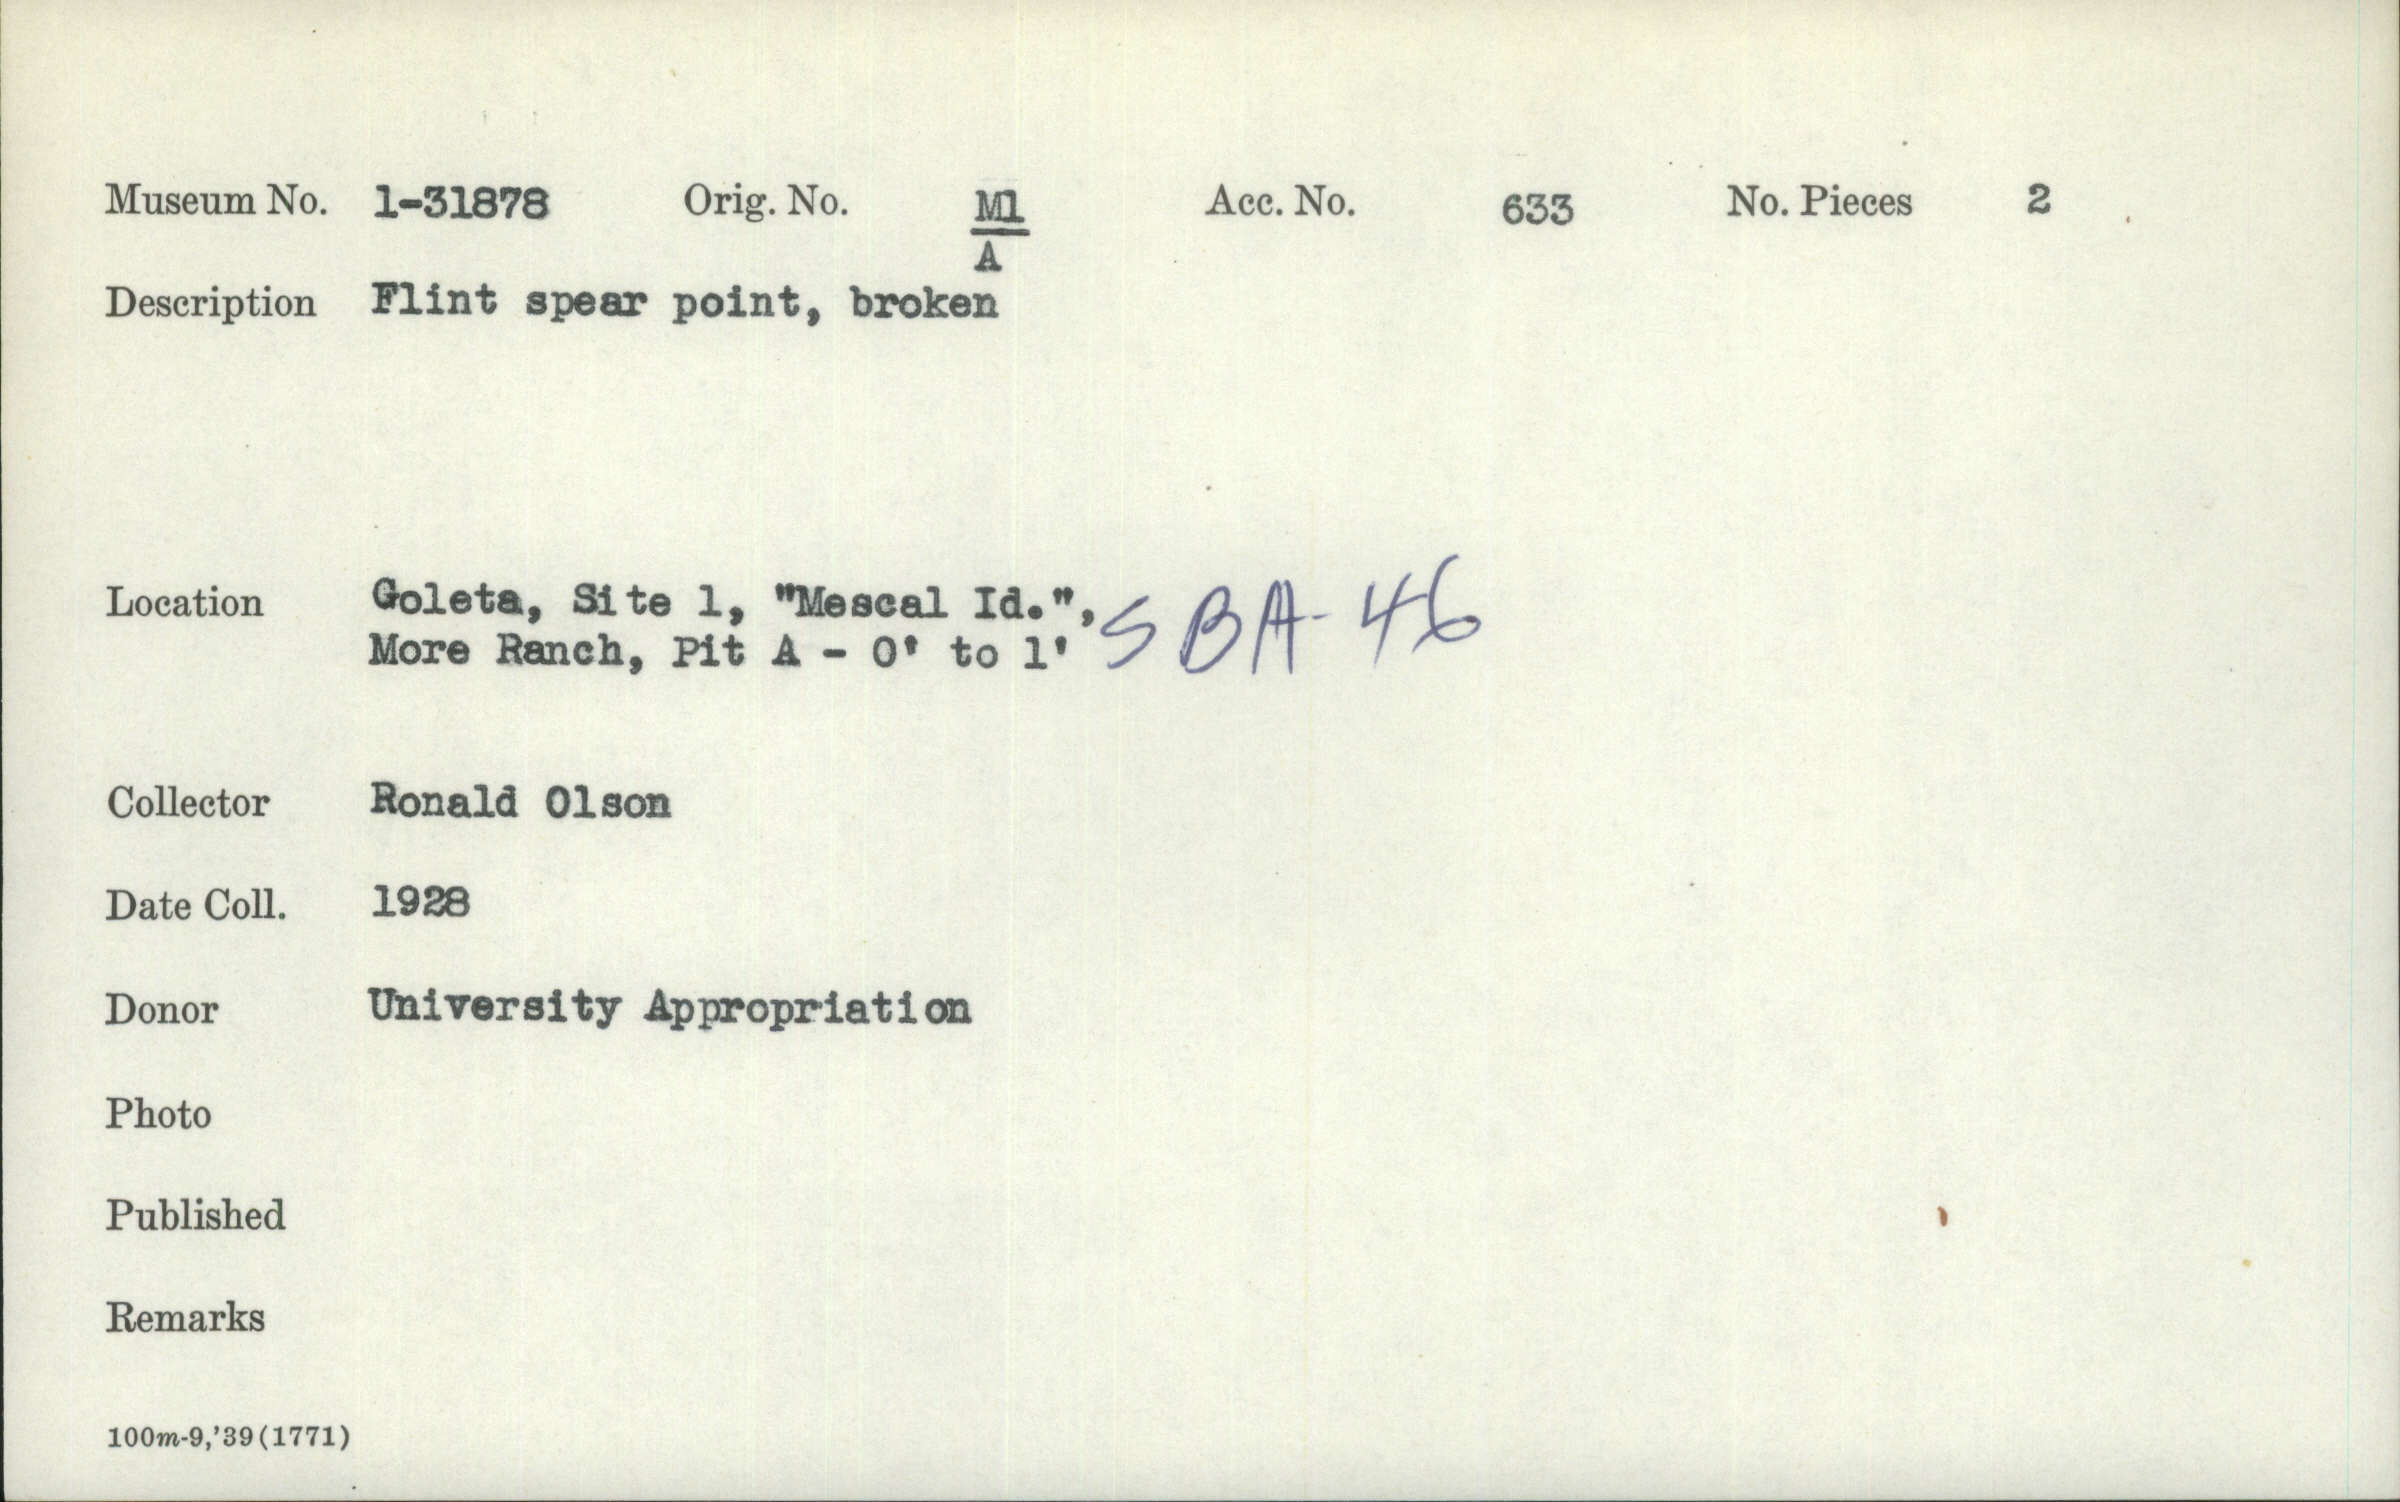 Museum No. 1-31878 Orig. No. M1 Acc. No. 633 No. Pieces 2
A
Description Flint spear point, broken
Location Goleta, Site 1, "Mescal Id.", SBA-46
More Ranch, Pit A - 0' to 1'
Collector Ronald Olson
Date Coll. 1928
Donor University Appropriation
Photo
Published
Remarks
100m-9,'39(1771)